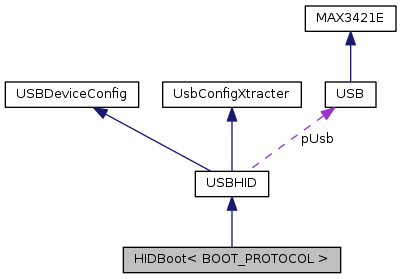 MAX3421E
USBDeviceConfig
UsbConfigXtracter
USB
pUsb
USBHID
HIDBoot< BOOT_PROTOCOL >